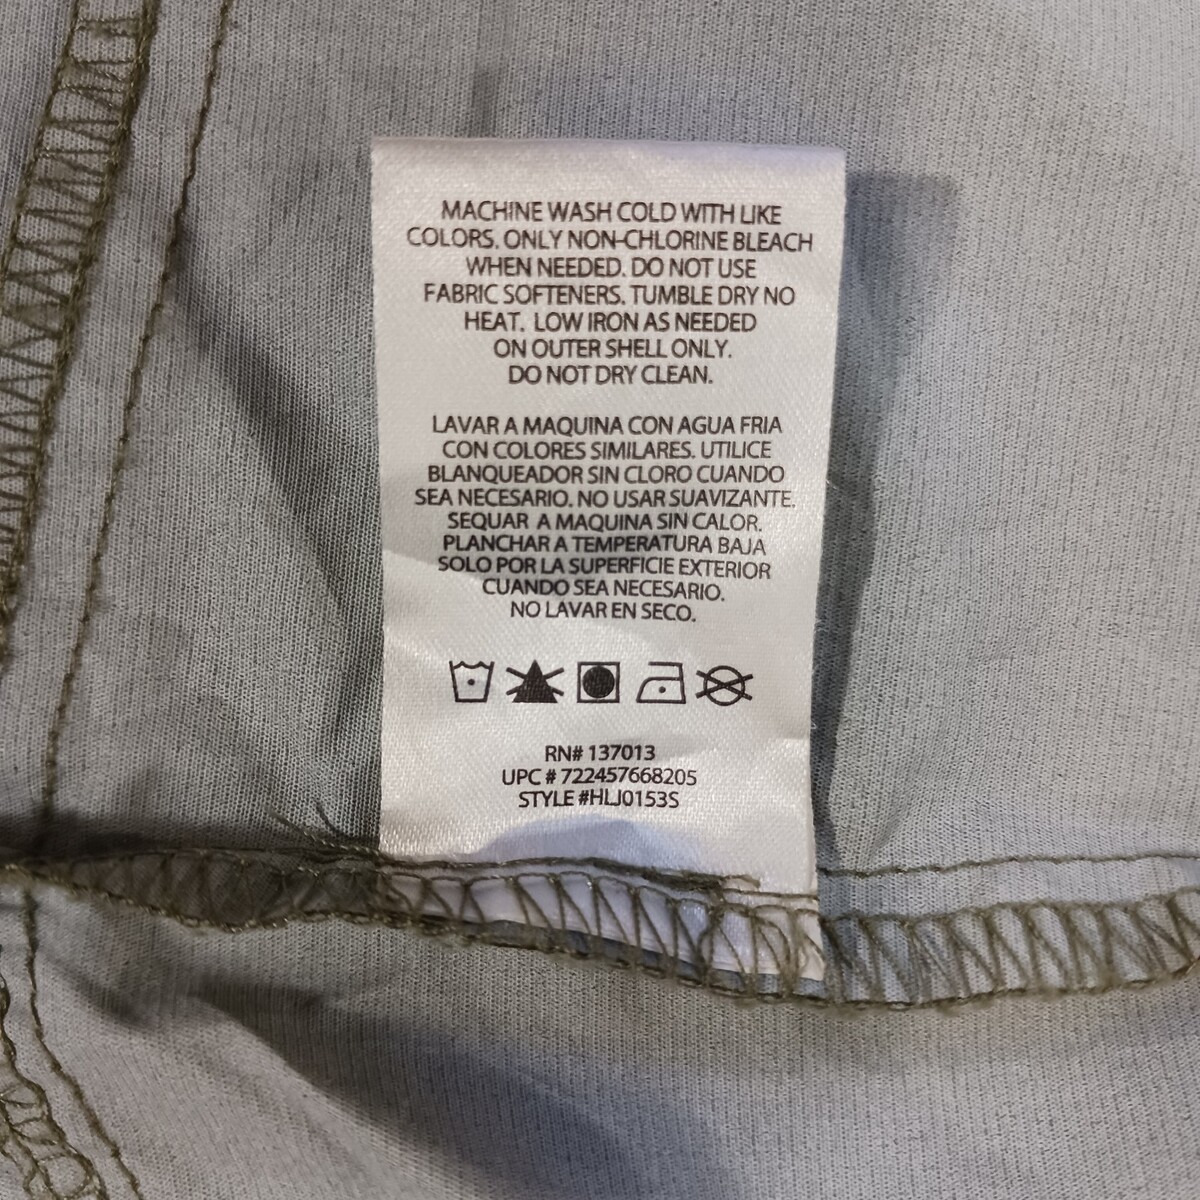 MACHINE WASH COLD WITH LIKE
COLORS. ONLY NON-CHLORINE BLEACH
WHEN NEEDED. DO NOT USE
FABRIC SOFTENERS. TUMBLE DRY NO
HEAT. LOW IRON AS NEEDED
ON OUTER SHELL ONLY.
DO NOT DRY CLEAN.
LAVAR A MAQUINA CON AGUA FRIA
CON COLORES SIMILARES. UTILICE
BLANQUEADOR SIN CLORO CUANDO
SEA NECESARIO. NO USAR SUAVIZANTE.
SEQUAR A MAQUINA SIN CALOR.
PLANCHAR A TEMPERATURA BAJA
SOLO POR LA SUPERFICIE EXTERIOR
CUANDO SEA NECESARIO.
NO LAVAR EN SECO.
RN# 137013
UPC # 722457668205
STYLE #HLJ0153S